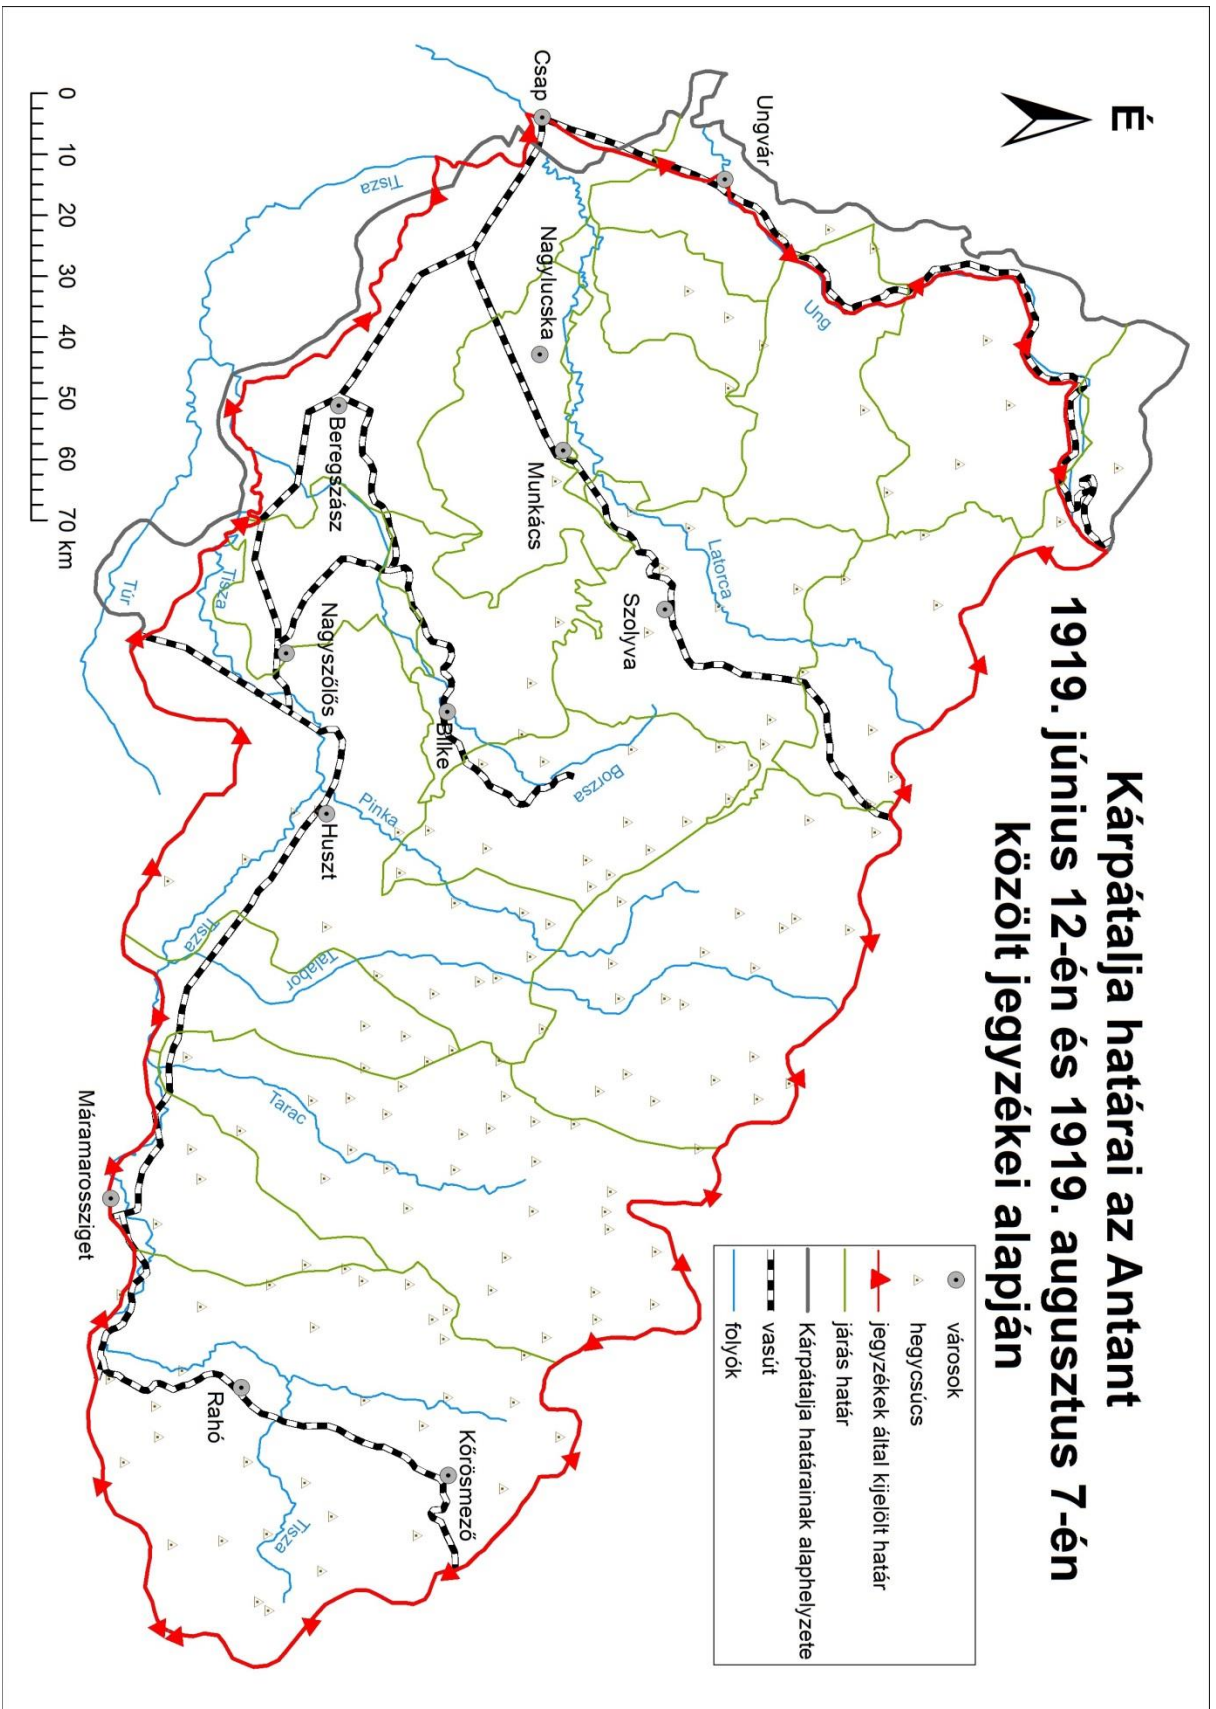 Kárpátalja határai az Antant
1919. június 12-én és 1919. augusztus 7-én
közölt jegyzékei alapján
É
városok
hegycsúcs
jegyzékek által kijelölt határ
járás határ
Kárpátalja határainak alaphelyzete
vasút
folyók
Ungvár
Csap
Ung
Nagylucska
Munkács
Latorca
Szolyva
Tisza
Beregszász
Bilke
Borzsa
Nagyszőlős
Tisza
Túr
Huszt
Pinka
Tisza
Talabor
Tarac
Máramarossziget
Rahó
Kőrösmező
Tisza
0 10 20 30 40 50 60 70 km